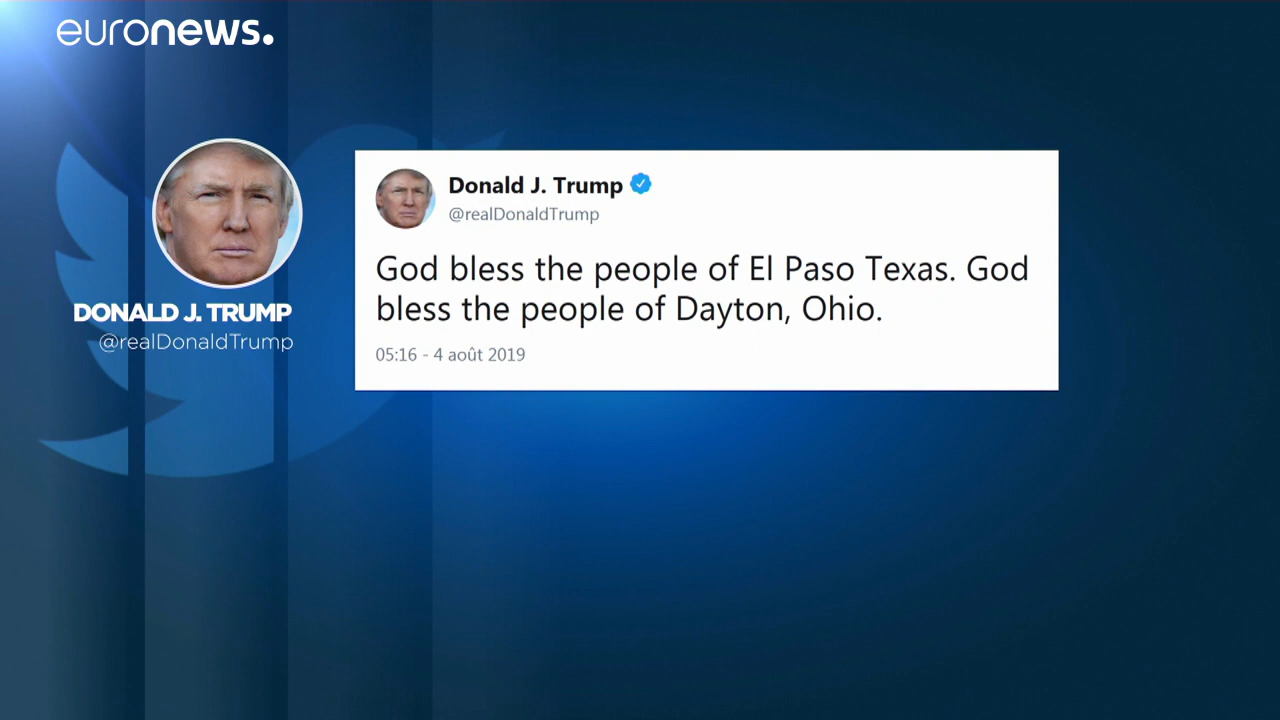 euronews.
DONALD J. TRUMP
@realDonaldTrump
Donald J. Trump
@realDonaldTrump
God bless the people of El Paso Texas. God
bless the people of Dayton, Ohio.
05:16 - 4 août 2019